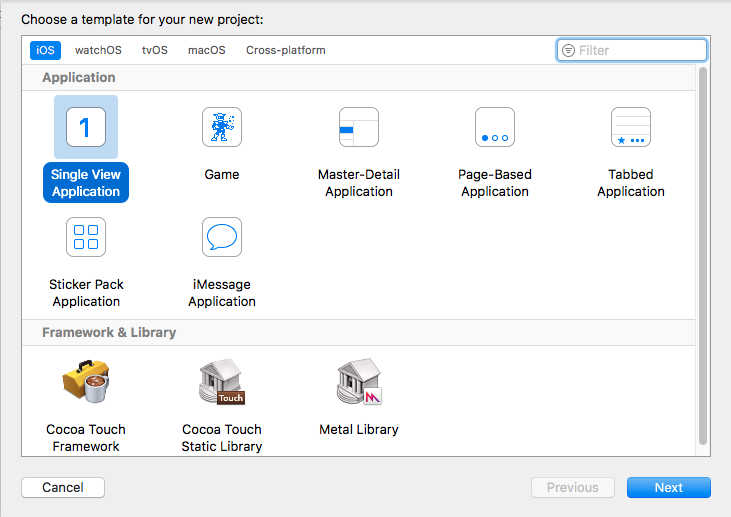 Choose a template for your new project:
iOS watchOS tvOS macOS Cross-platform Filter
Application
1
Single View Application
Game
Master-Detail Application
Page-Based Application
Tabbed Application
Sticker Pack Application
iMessage Application
Framework & Library
Touch
Cocoa Touch Framework
Cocoa Touch Static Library
Metal Library
Cancel Previous Next